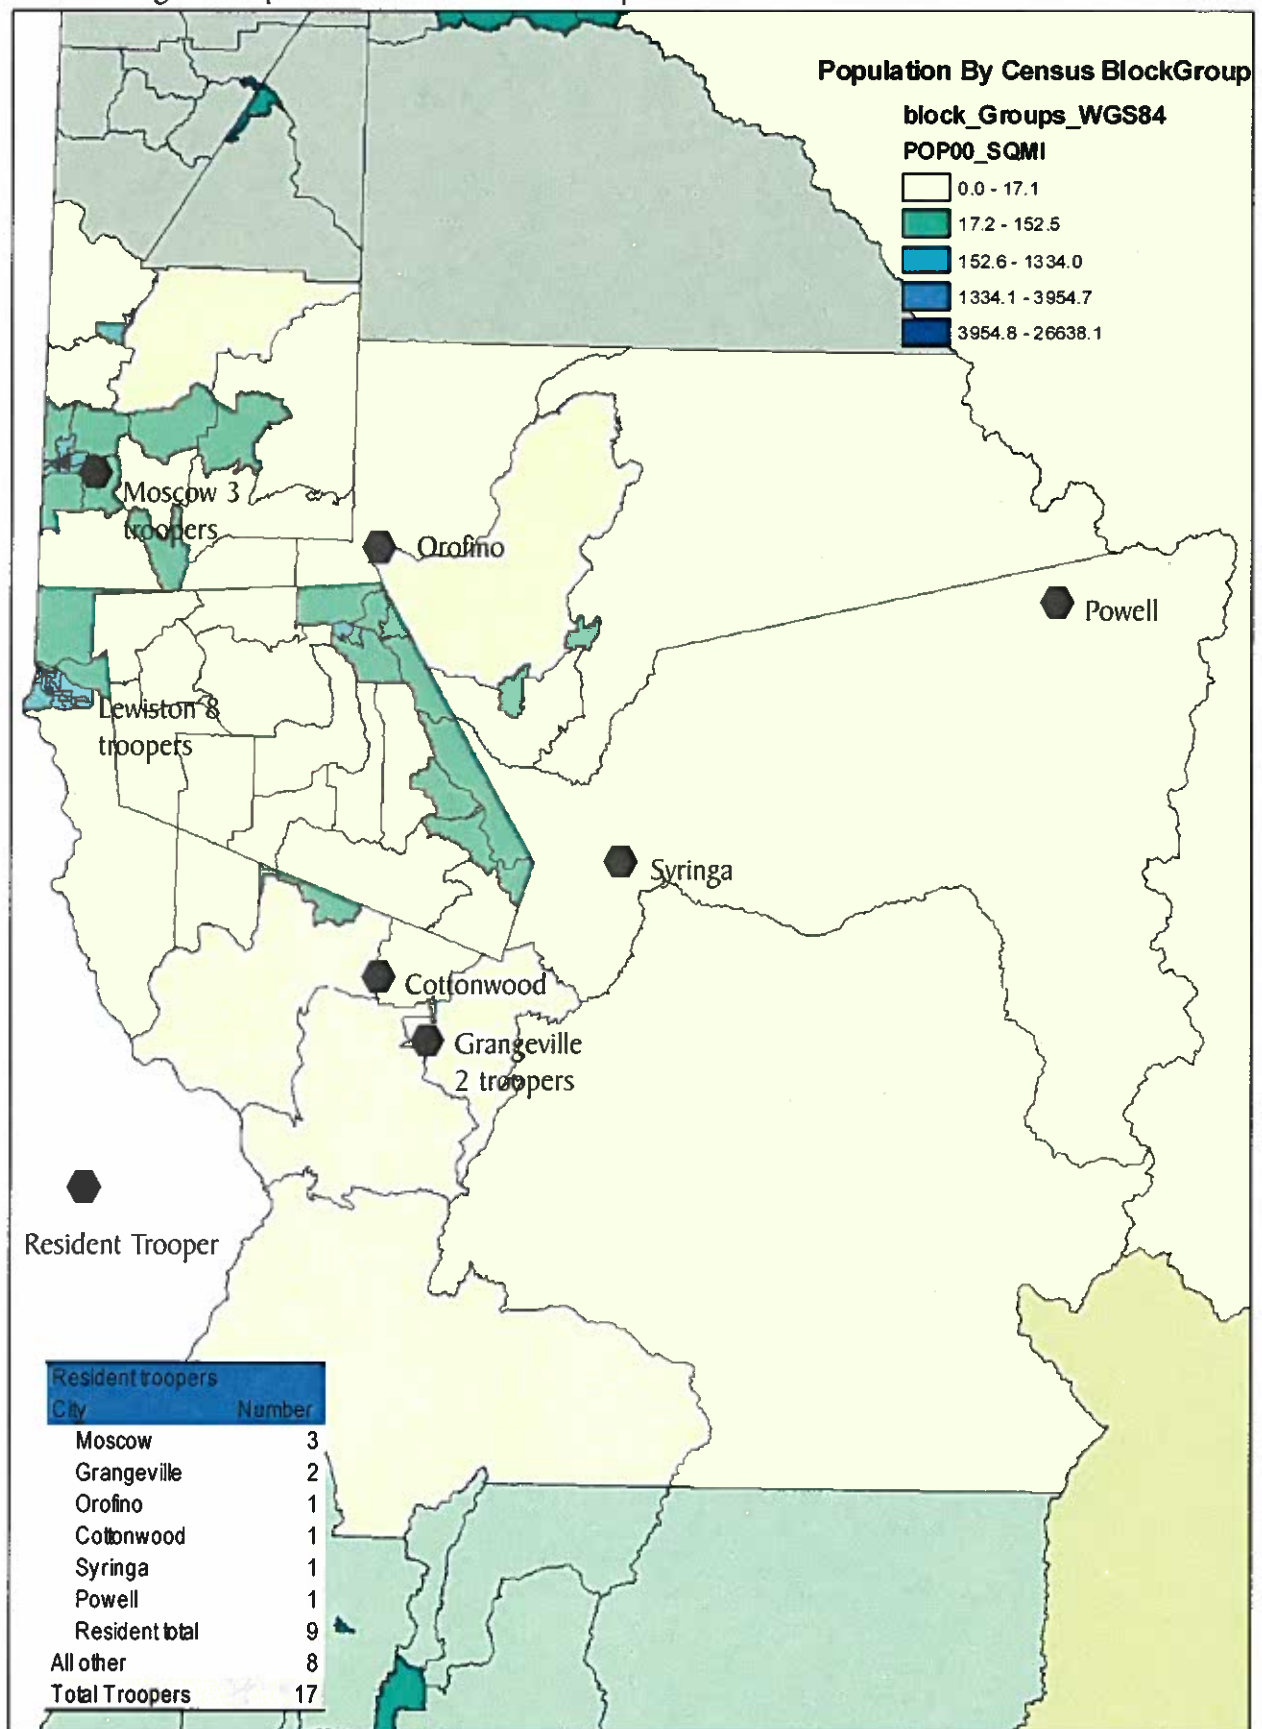 Population By Census BlockGroup
block_Groups_WGS84
POP00_SQMI
0.0 - 17.1
17.2 - 152.5
152.6 - 1334.0
1334.1 - 3954.7
3954.8 - 26638.1
Moscow 3
troopers
Orofino
Powell
Lewiston 8
troopers
Syringa
Cottonwood
Grangeville
2 troopers
Resident Trooper
Resident troopers
City Number
Moscow 3
Grangeville 2
Orofino 1
Cottonwood 1
Syringa 1
Powell 1
Resident total 9
All other 8
Total Troopers 17